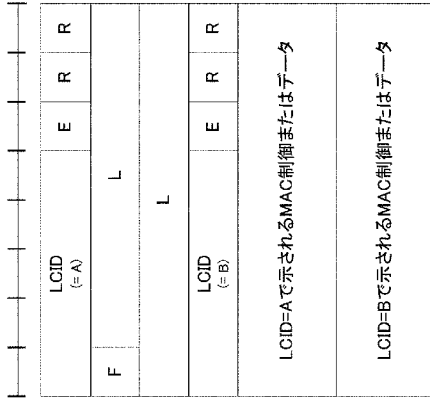 LCID
(= A)
E
R
R
F
L
L
LCID
(= B)
E
R
R
LCID=Aで示されるMAC制御またはデータ
LCID=Bで示されるMAC制御またはデータ